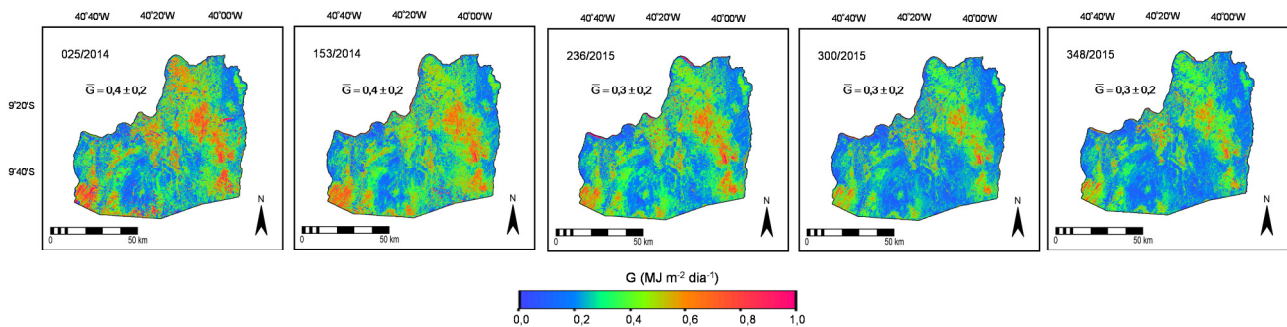 40°40'W 40°20'W 40°00'W 40°40'W 40°20'W 40°00'W 40°40'W 40°20'W 40°00'W 40°40'W 40°20'W 40°00'W 40°40'W 40°20'W 40°00'W
025/2014 153/2014 236/2015 300/2015 348/2015
G̅ = 0,4 ± 0,2 G̅ = 0,4 ± 0,2 G̅ = 0,3 ± 0,2 G̅ = 0,3 ± 0,2 G̅ = 0,3 ± 0,2
9°20'S
9°40'S
N N N N N
0 50 km 0 50 km 0 50 km 0 50 km 0 50 km
G (MJ m⁻² dia⁻¹)
0,0 0,2 0,4 0,6 0,8 1,0